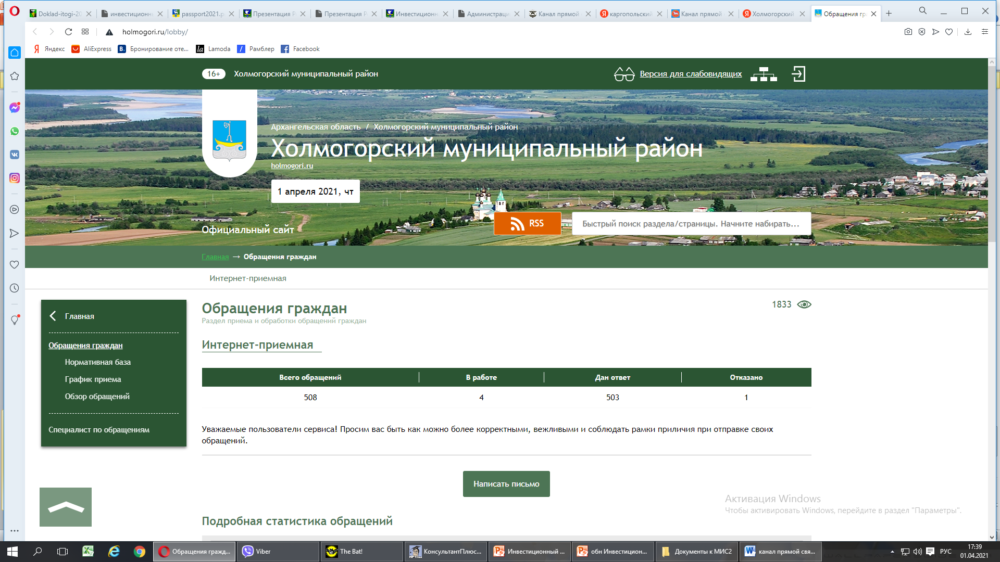 Doklad-itogi-20
инвестиционн
passport2021.p
Презентация Р
Презентация Р
Инвестиционн
Администраци
Канал прямой
каргопольский
Канал прямой
Холмогорский
Обращения гр
holmogori.ru/lobby/
Яндекс
AliExpress
B.
Бронирование оте...
la
Lamoda
Рамблер
Facebook
16+
Холмогорский муниципальный район
Версия для слабовидящих
Архангельская область / Холмогорский муниципальный район
Холмогорский муниципальный район
holmogori.ru
1 апреля 2021, чт
Официальный сайт
RSS
Быстрый поиск раздела/страницы. Начните набирать...
Главная → Обращения граждан
Интернет-приемная
Главная
Обращения граждан
Нормативная база
График приема
Обзор обращений
Специалист по обращениям
Обращения граждан
1833
Раздел приема и обработки обращений граждан
Интернет-приемная
Всего обращений В работе Дан ответ Отказано
508 4 503 1
Уважаемые пользователи сервиса! Просим вас быть как можно более корректными, вежливыми и соблюдать рамки приличия при отправке своих
обращений.
Написать письмо
Подробная статистика обращений
Активация Windows
Чтобы активировать Windows, перейдите в раздел "Параметры".
Обращения гражд...
Viber
The Bat!
КонсультантПлюс...
Инвестиционный ...
обн Инвестицион...
Документы к МИС2
канал прямой свя...
РУС
17:39
01.04.2021